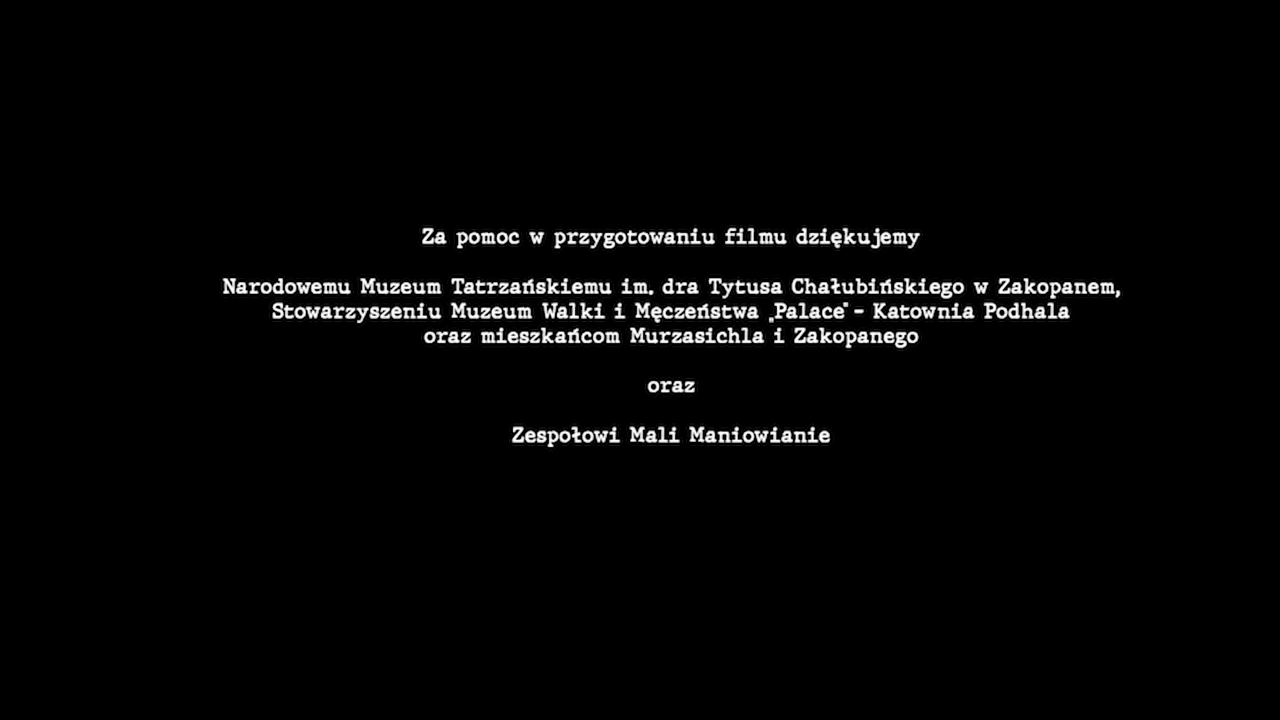 Za pomoc w przygotowaniu filmu dziękujemy
Narodowemu Muzeum Tatrzańskiemu im. dra Tytusa Chałubińskiego w Zakopanem,
Stowarzyszeniu Muzeum Walki i Męczeństwa „Palace” - Katownia Podhala
oraz mieszkańcom Murzasichla i Zakopanego
oraz
Zespołowi Mali Maniowianie